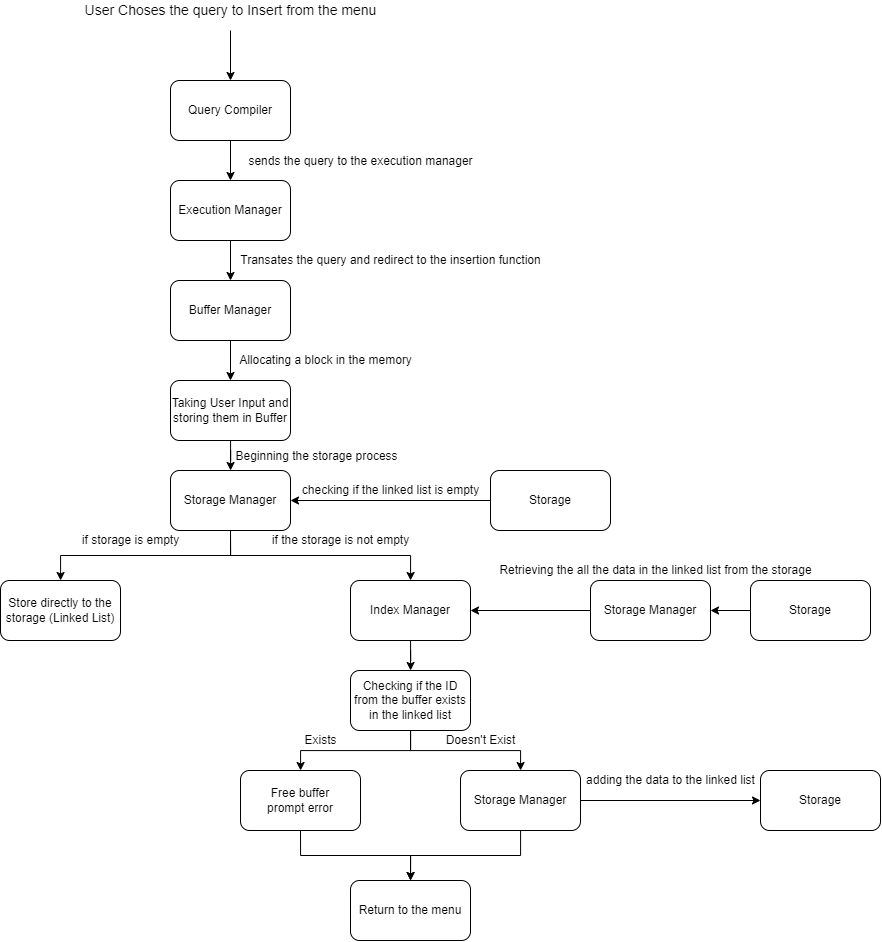 User Choses the query to Insert from the menu
Query Compiler
sends the query to the execution manager
Execution Manager
Transates the query and redirect to the insertion function
Buffer Manager
Allocating a block in the memory
Taking User Input and
storing them in Buffer
Beginning the storage process
Storage Manager
checking if the linked list is empty
Storage
if storage is empty
if the storage is not empty
Store directly to the
storage (Linked List)
Index Manager
Retrieving the all the data in the linked list from the storage
Storage Manager
Storage
Checking if the ID
from the buffer exists
in the linked list
Exists
Doesn't Exist
Free buffer
prompt error
Storage Manager
adding the data to the linked list
Storage
Return to the menu